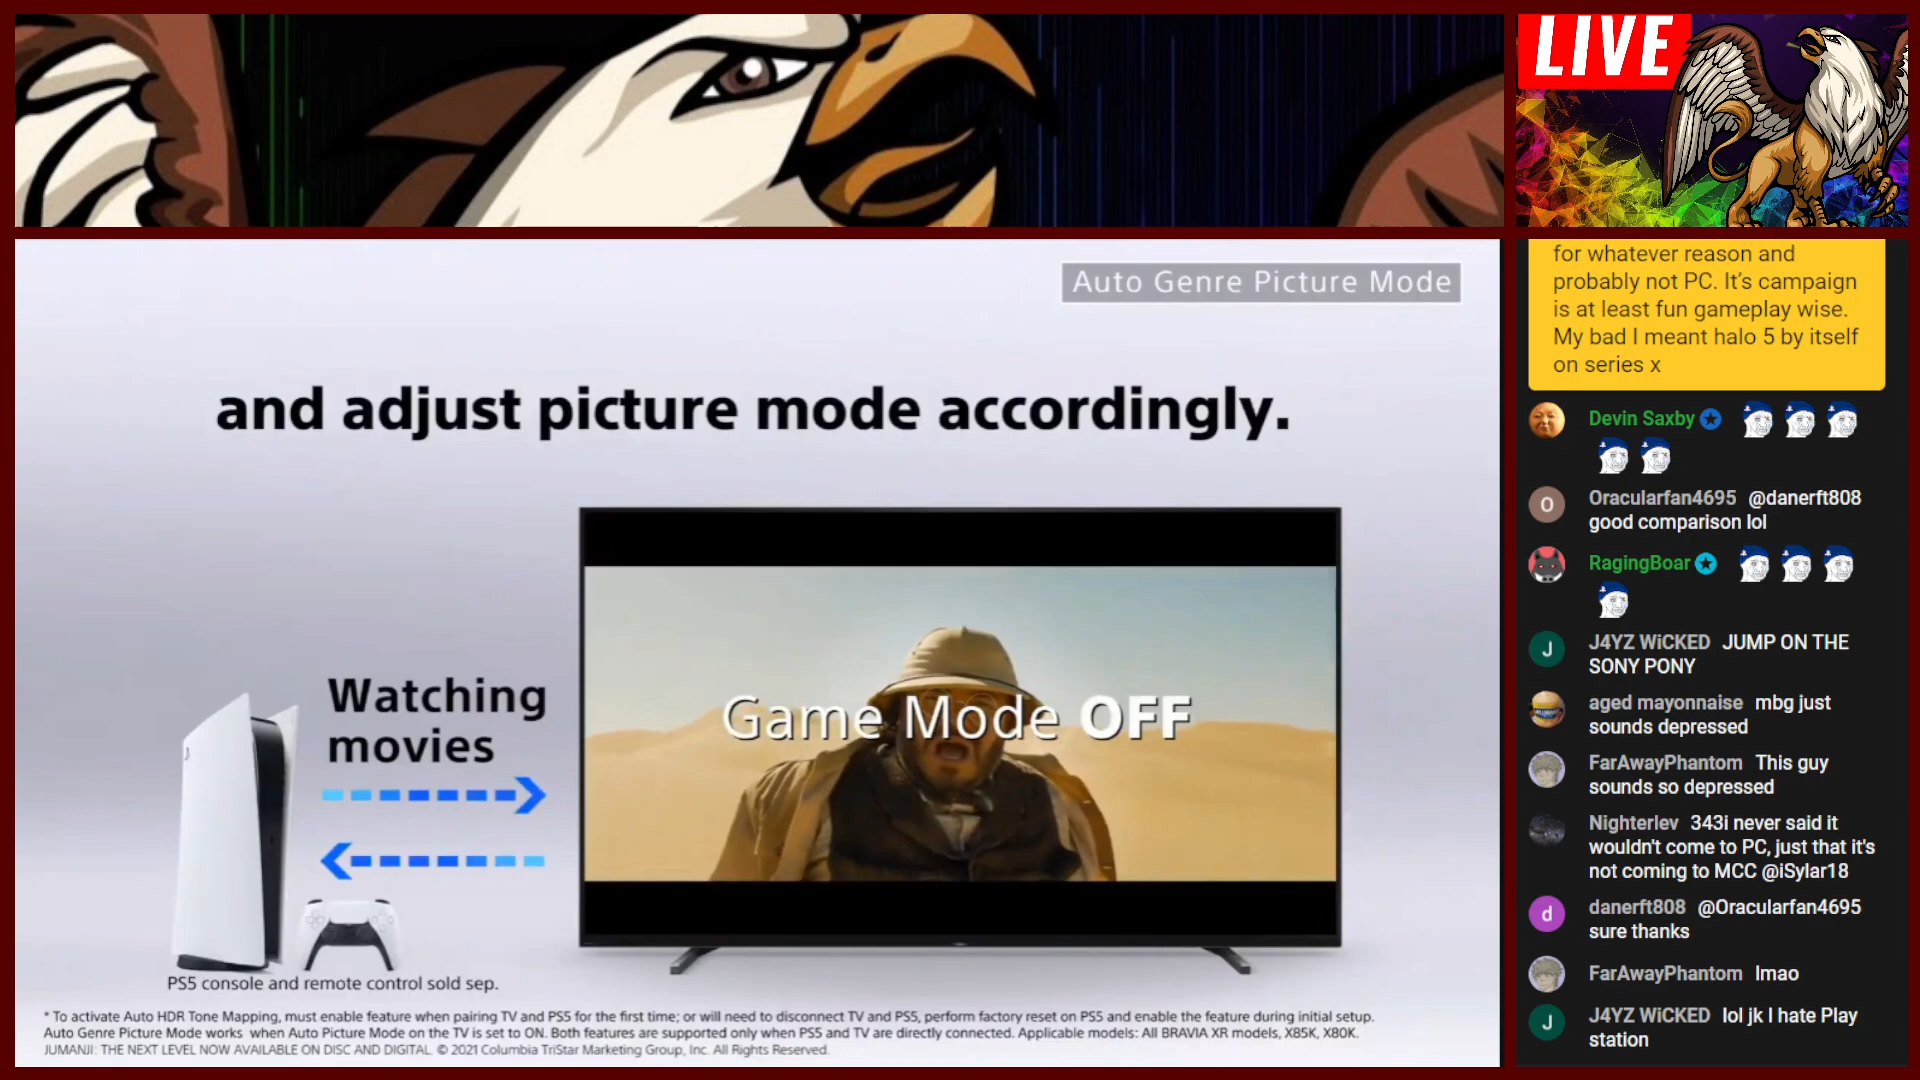 LIVE
Auto Genre Picture Mode
and adjust picture mode accordingly.
Watching
movies
Game Mode OFF
PS5 console and remote control sold sep.
* To activate Auto HDR Tone Mapping, must enable feature when pairing TV and PS5 for the first time; or will need to disconnect TV and PS5, perform factory reset on PS5 and enable the feature during initial setup.
Auto Genre Picture Mode works when Auto Picture Mode on the TV is set to ON. Both features are supported only when PS5 and TV are directly connected. Applicable models: All BRAVIA XR models, X85K, X80K.
JUMANJI: THE NEXT LEVEL NOW AVAILABLE ON DISC AND DIGITAL. © 2021 Columbia TriStar Marketing Group, Inc. All Rights Reserved.
for whatever reason and
probably not PC. It’s campaign
is at least fun gameplay wise.
My bad I meant halo 5 by itself
on series x
Devin Saxby
O
Oracularfan4695 @danerft808
good comparison lol
RagingBoar
J
J4YZ WiCKED JUMP ON THE
SONY PONY
aged mayonnaise mbg just
sounds depressed
FarAwayPhantom This guy
sounds so depressed
Nighterlev 343i never said it
wouldn't come to PC, just that it's
not coming to MCC @iSylar18
d
danerft808 @Oracularfan4695
sure thanks
FarAwayPhantom lmao
J
J4YZ WiCKED lol jk I hate Play
station